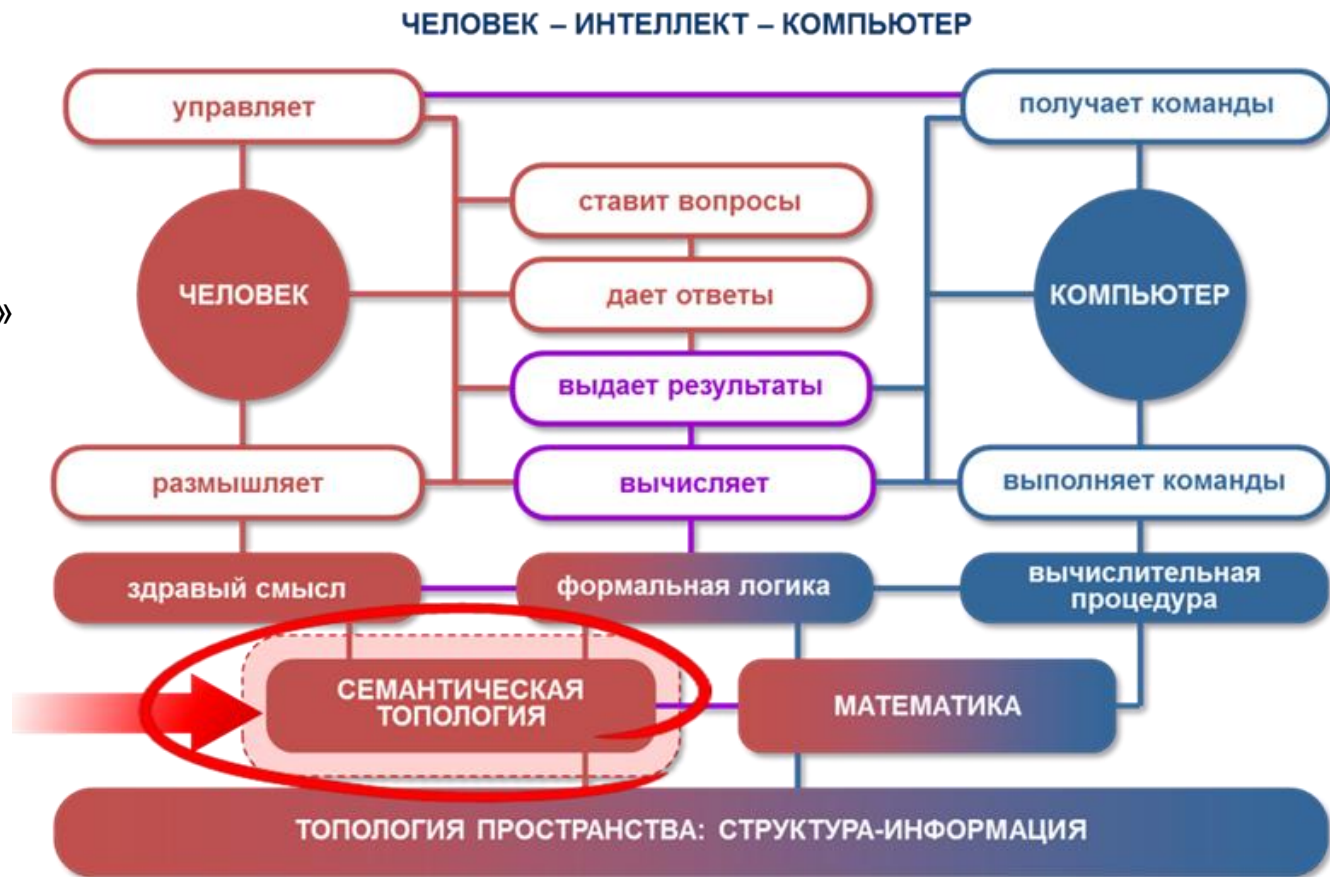 ЧЕЛОВЕК – ИНТЕЛЛЕКТ – КОМПЬЮТЕР
управляет
получает команды
ставит вопросы
ЧЕЛОВЕК
дает ответы
КОМПЬЮТЕР
»
выдает результаты
размышляет
вычисляет
выполняет команды
здравый смысл
формальная логика
вычислительная
процедура
СЕМАНТИЧЕСКАЯ
ТОПОЛОГИЯ
МАТЕМАТИКА
ТОПОЛОГИЯ ПРОСТРАНСТВА: СТРУКТУРА-ИНФОРМАЦИЯ